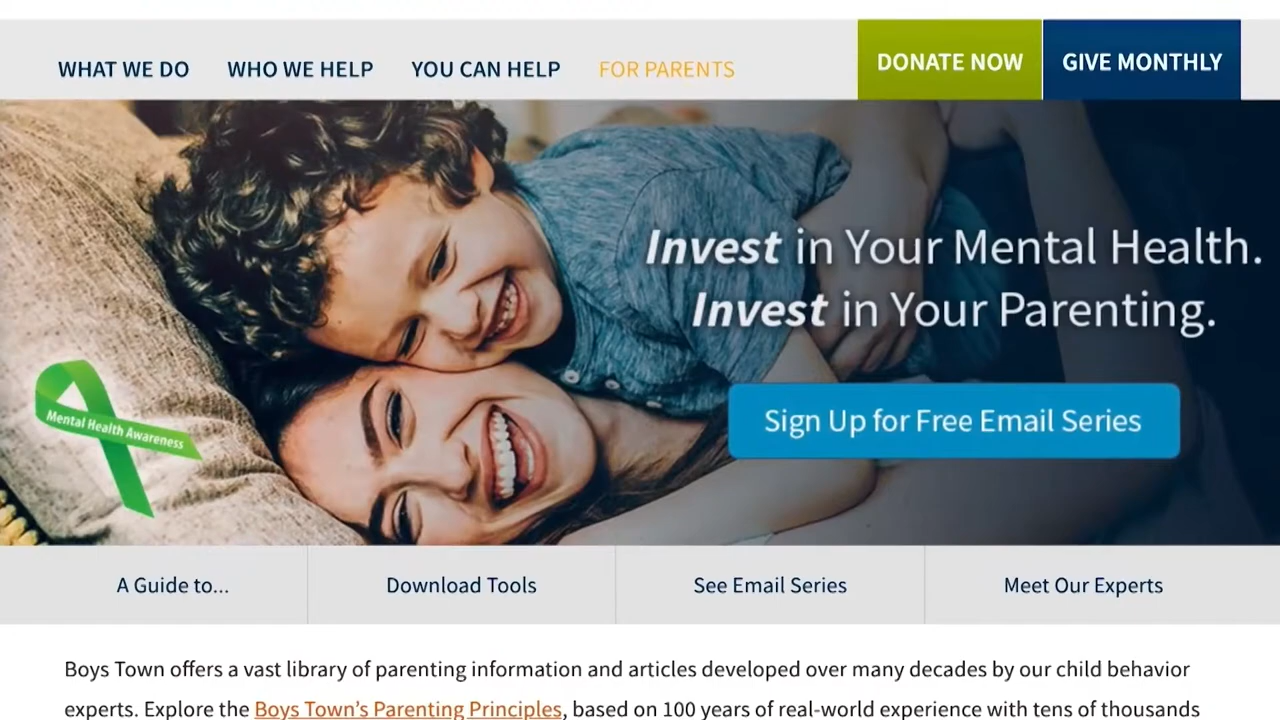 WHAT WE DO WHO WE HELP YOU CAN HELP FOR PARENTS DONATE NOW GIVE MONTHLY
Invest in Your Mental Health.
Invest in Your Parenting.
Mental Health Awareness
Sign Up for Free Email Series
A Guide to... Download Tools See Email Series Meet Our Experts
Boys Town offers a vast library of parenting information and articles developed over many decades by our child behavior
experts. Explore the Boys Town’s Parenting Principles, based on 100 years of real-world experience with tens of thousands